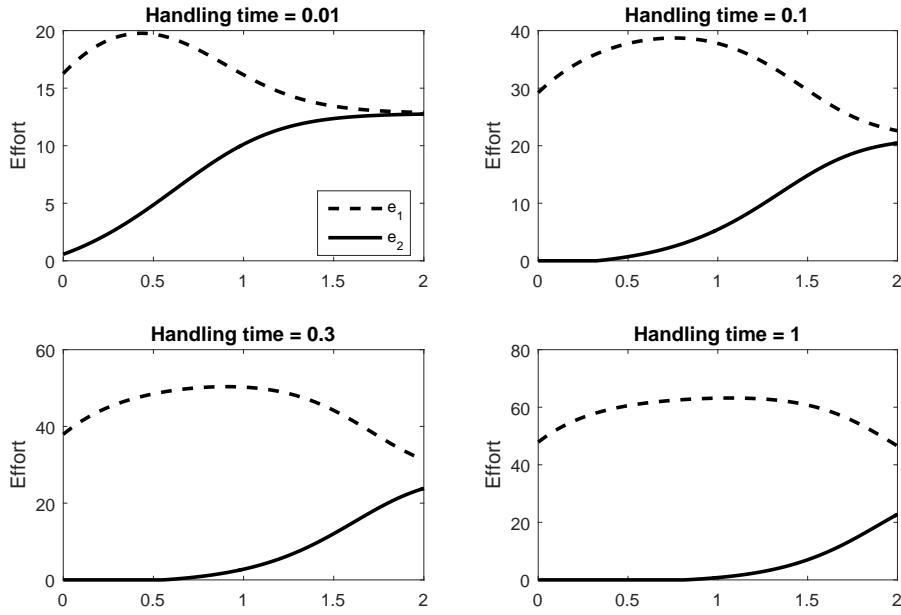 Handling time = 0.01
Handling time = 0.1
20
15
10
5
0
Effort
e1
e2
0 0.5 1 1.5 2
40
30
20
10
0
Effort
0 0.5 1 1.5 2
Handling time = 0.3
Handling time = 1
60
40
20
0
Effort
0 0.5 1 1.5 2
80
60
40
20
0
Effort
0 0.5 1 1.5 2